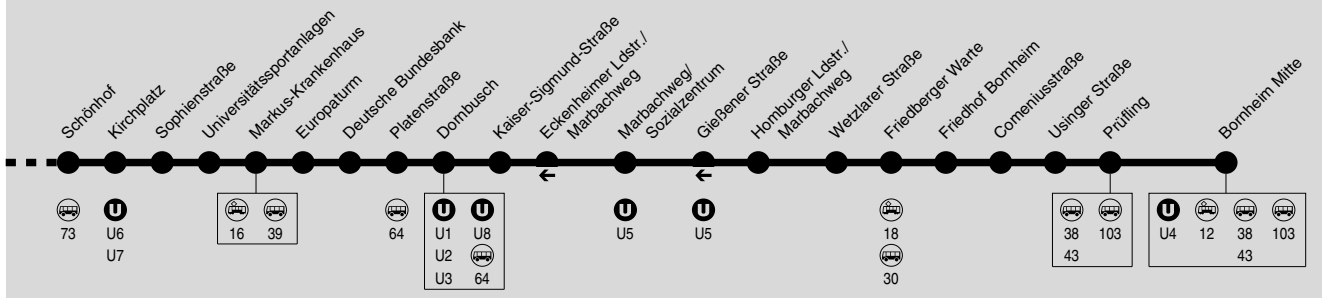 Schönhof
Kirchplatz
Sophienstraße
Universitätssportanlagen
Markus-Krankenhaus
Europaturm
Deutsche Bundesbank
Platenstraße
Dornbusch
Kaiser-Sigmund-Straße
Eckenheimer Ldstr./
Marbachweg
Marbachweg/
Sozialzentrum
Gießener Straße
Homburger Ldstr./
Marbachweg
Wetzlarer Straße
Friedberger Warte
Friedhof Bornheim
Comeniusstraße
Usinger Straße
Prüfling
Bornheim Mitte
73
U
U6
U7
16
39
64
U
U1
U2
U3
U
U8
64
U
U5
U
U5
18
30
38
43
103
U
U4
12
38
43
103